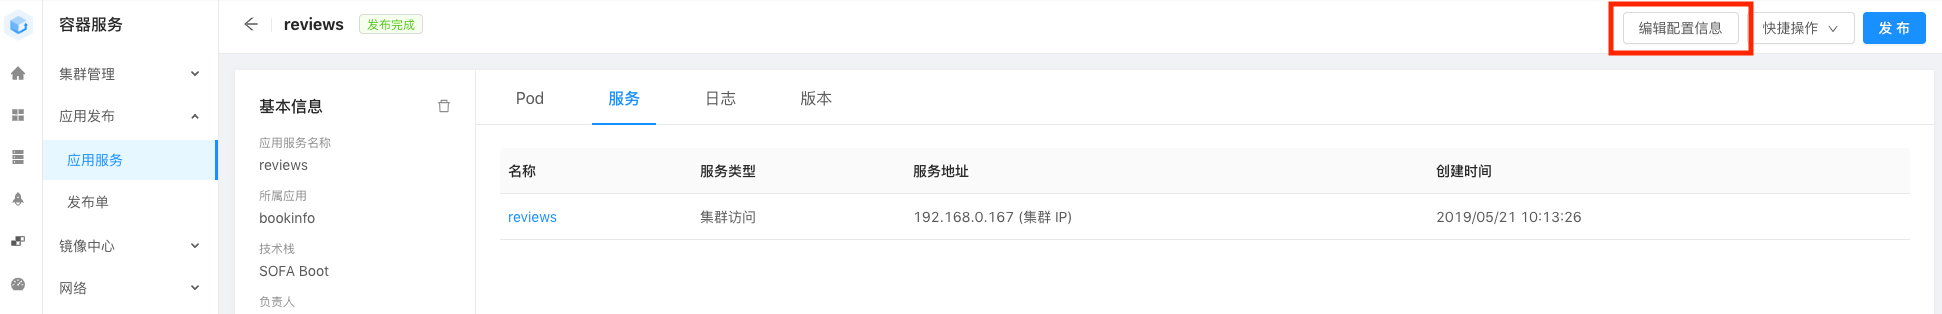 容器服务
集群管理
应用发布
应用服务
发布单
镜像中心
网络
reviews 发布完成
编辑配置信息 快捷操作 发 布
基本信息
应用服务名称
reviews
所属应用
bookinfo
技术栈
SOFA Boot
负责人
Pod 服务 日志 版本
名称 服务类型 服务地址 创建时间
reviews 集群访问 192.168.0.167 (集群 IP) 2019/05/21 10:13:26